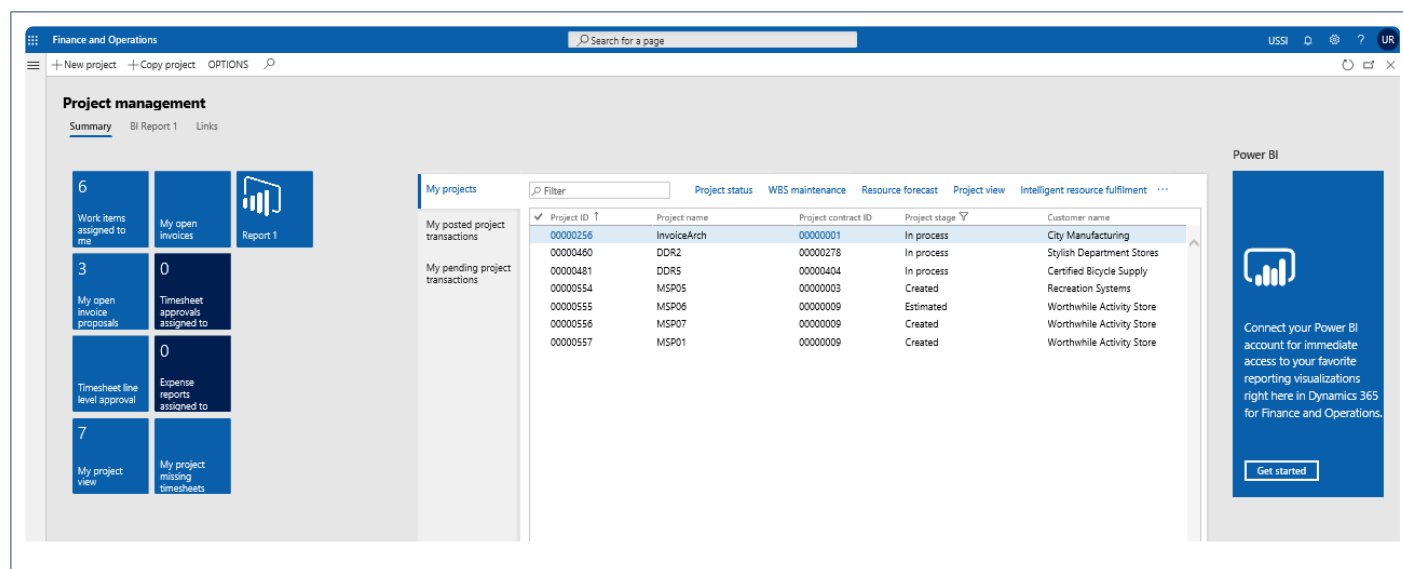 Finance and Operations
Search for a page
USSI
?
UR
+ New project + Copy project OPTIONS
Project management
Summary BI Report 1 Links
6
Work items
assigned to
me
My open
invoices
Report 1
3
My open
invoice
proposals
0
Timesheet
approvals
assigned to
Timesheet line
level approval
0
Expense
reports
assigned to
7
My project
view
My project
missing
timesheets
My projects
My posted project
transactions
My pending project
transactions
Filter
Project status WBS maintenance Resource forecast Project view Intelligent resource fulfilment ···
Project ID ↑ Project name Project contract ID Project stage Customer name
00000256 InvoiceArch 00000001 In process City Manufacturing
00000460 DDR2 00000278 In process Stylish Department Stores
00000481 DDR5 00000404 In process Certified Bicycle Supply
00000554 MSP05 00000003 Created Recreation Systems
00000555 MSP06 00000009 Estimated Worthwhile Activity Store
00000556 MSP07 00000009 Created Worthwhile Activity Store
00000557 MSP01 00000009 Created Worthwhile Activity Store
Power BI
Connect your Power BI
account for immediate
access to your favorite
reporting visualizations
right here in Dynamics 365
for Finance and Operations.
Get started